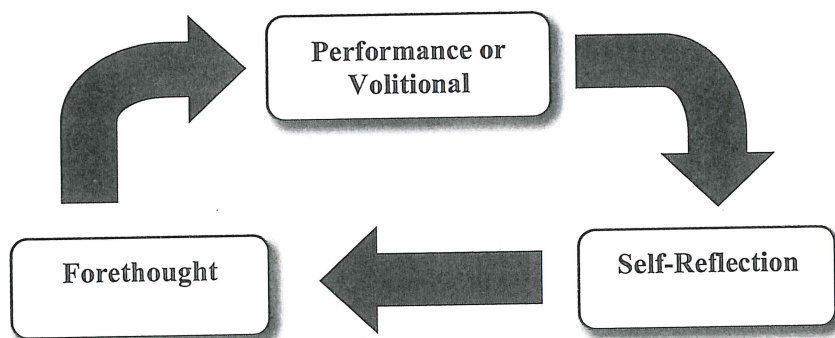 Performance or
Volitional
Forethought
Self-Reflection